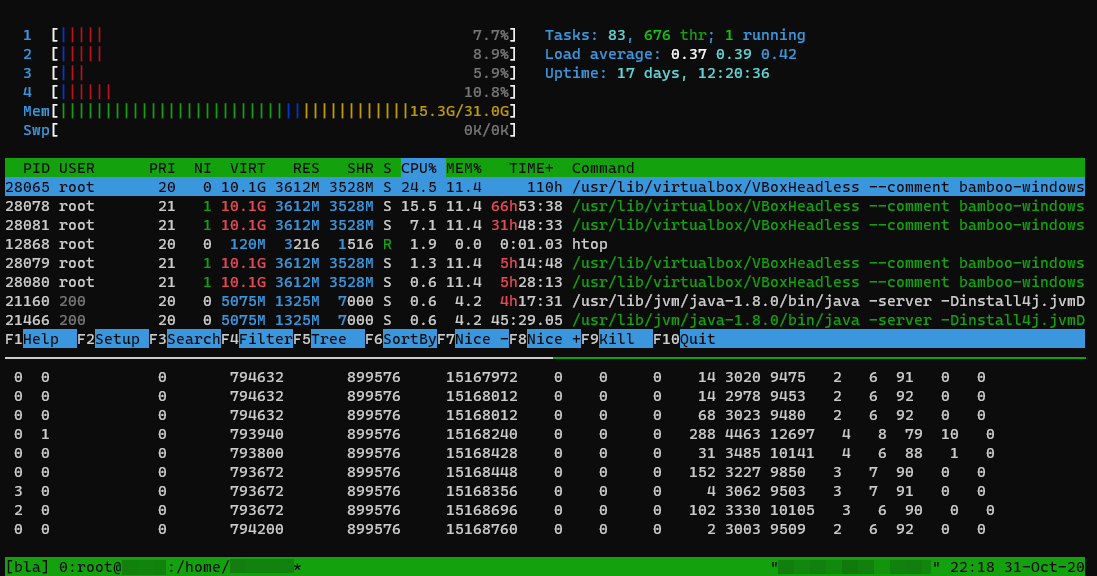 1 [||||| 7.7%] Tasks: 83, 676 thr; 1 running
2 [||||| 8.9%] Load average: 0.37 0.39 0.42
3 [||| 5.9%] Uptime: 17 days, 12:20:36
4 [|||||| 10.8%]
Mem[|||||||||||||||||||||||||||||||||||||||15.3G/31.0G]
Swp[ 0K/0K]
PID USER PRI NI VIRT RES SHR S CPU% MEM% TIME+ Command
28065 root 20 0 10.1G 3612M 3528M S 24.5 11.4 110h /usr/lib/virtualbox/VBoxHeadless --comment bamboo-windows
28078 root 21 1 10.1G 3612M 3528M S 15.5 11.4 66h53:38 /usr/lib/virtualbox/VBoxHeadless --comment bamboo-windows
28081 root 21 1 10.1G 3612M 3528M S 7.1 11.4 31h48:33 /usr/lib/virtualbox/VBoxHeadless --comment bamboo-windows
12868 root 20 0 120M 3216 1516 R 1.9 0.0 0:01.03 htop
28079 root 21 1 10.1G 3612M 3528M S 1.3 11.4 5h14:48 /usr/lib/virtualbox/VBoxHeadless --comment bamboo-windows
28080 root 21 1 10.1G 3612M 3528M S 0.6 11.4 5h28:13 /usr/lib/virtualbox/VBoxHeadless --comment bamboo-windows
21160 200 20 0 5075M 1325M 7000 S 0.6 4.2 4h17:31 /usr/lib/jvm/java-1.8.0/bin/java -server -Dinstall4j.jvmD
21466 200 20 0 5075M 1325M 7000 S 0.6 4.2 45:29.05 /usr/lib/jvm/java-1.8.0/bin/java -server -Dinstall4j.jvmD
F1Help F2Setup F3SearchF4FilterF5Tree F6SortByF7Nice -F8Nice +F9Kill F10Quit
0 0 0 794632 899576 15167972 0 0 0 14 3020 9475 2 6 91 0 0
0 0 0 794632 899576 15168012 0 0 0 14 2978 9453 2 6 92 0 0
0 0 0 794632 899576 15168012 0 0 0 68 3023 9480 2 6 92 0 0
0 1 0 793940 899576 15168240 0 0 0 288 4463 12697 4 8 79 10 0
0 0 0 793800 899576 15168428 0 0 0 31 3485 10141 4 6 88 1 0
0 0 0 793672 899576 15168448 0 0 0 152 3227 9850 3 7 90 0 0
3 0 0 793672 899576 15168356 0 0 0 4 3062 9503 3 7 91 0 0
2 0 0 793672 899576 15168696 0 0 0 102 3330 10105 3 6 90 0 0
0 0 0 794200 899576 15168760 0 0 0 2 3003 9509 2 6 92 0 0
[bla] 0:root@ :/home/ * " " 22:18 31-Oct-20